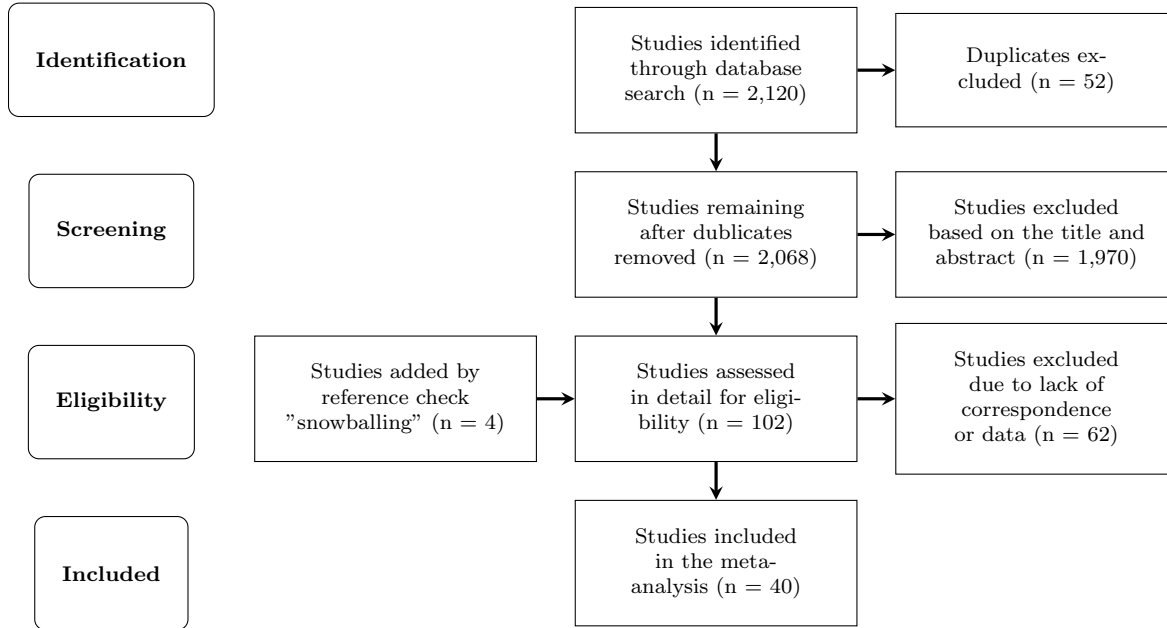 Identification
Studies identified
through database
search (n = 2,120)
Duplicates ex-
cluded (n = 52)
Screening
Studies remaining
after dublicates
removed (n = 2,068)
Studies excluded
based on the title and
abstract (n = 1,970)
Eligibility
Studies added by
reference check
”snowballing” (n = 4)
Studies assessed
in detail for eligi-
bility (n = 102)
Studies excluded
due to lack of
correspondence
or data (n = 62)
Included
Studies included
in the meta-
analysis (n = 40)